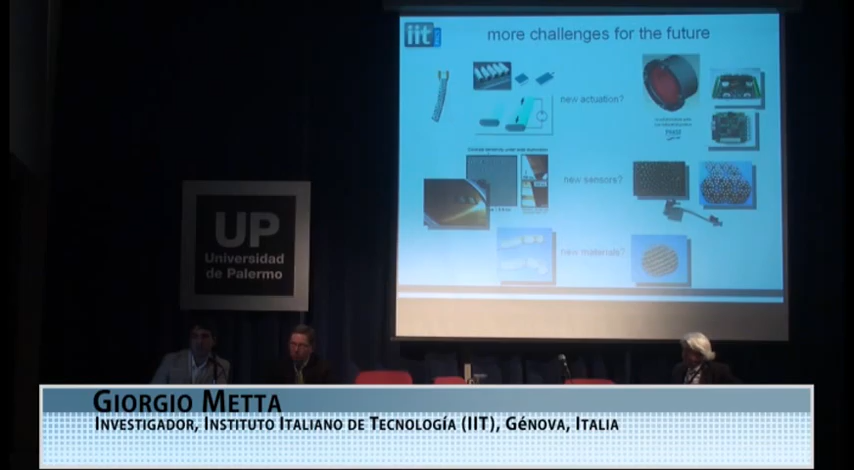 iit
more challenges for the future
new actuation?
new sensors?
new materials?
UP
Universidad
de Palermo
GIORGIO METTA
INVESTIGADOR, INSTITUTO ITALIANO DE TECNOLOGÍA (IIT), GÉNOVA, ITALIA